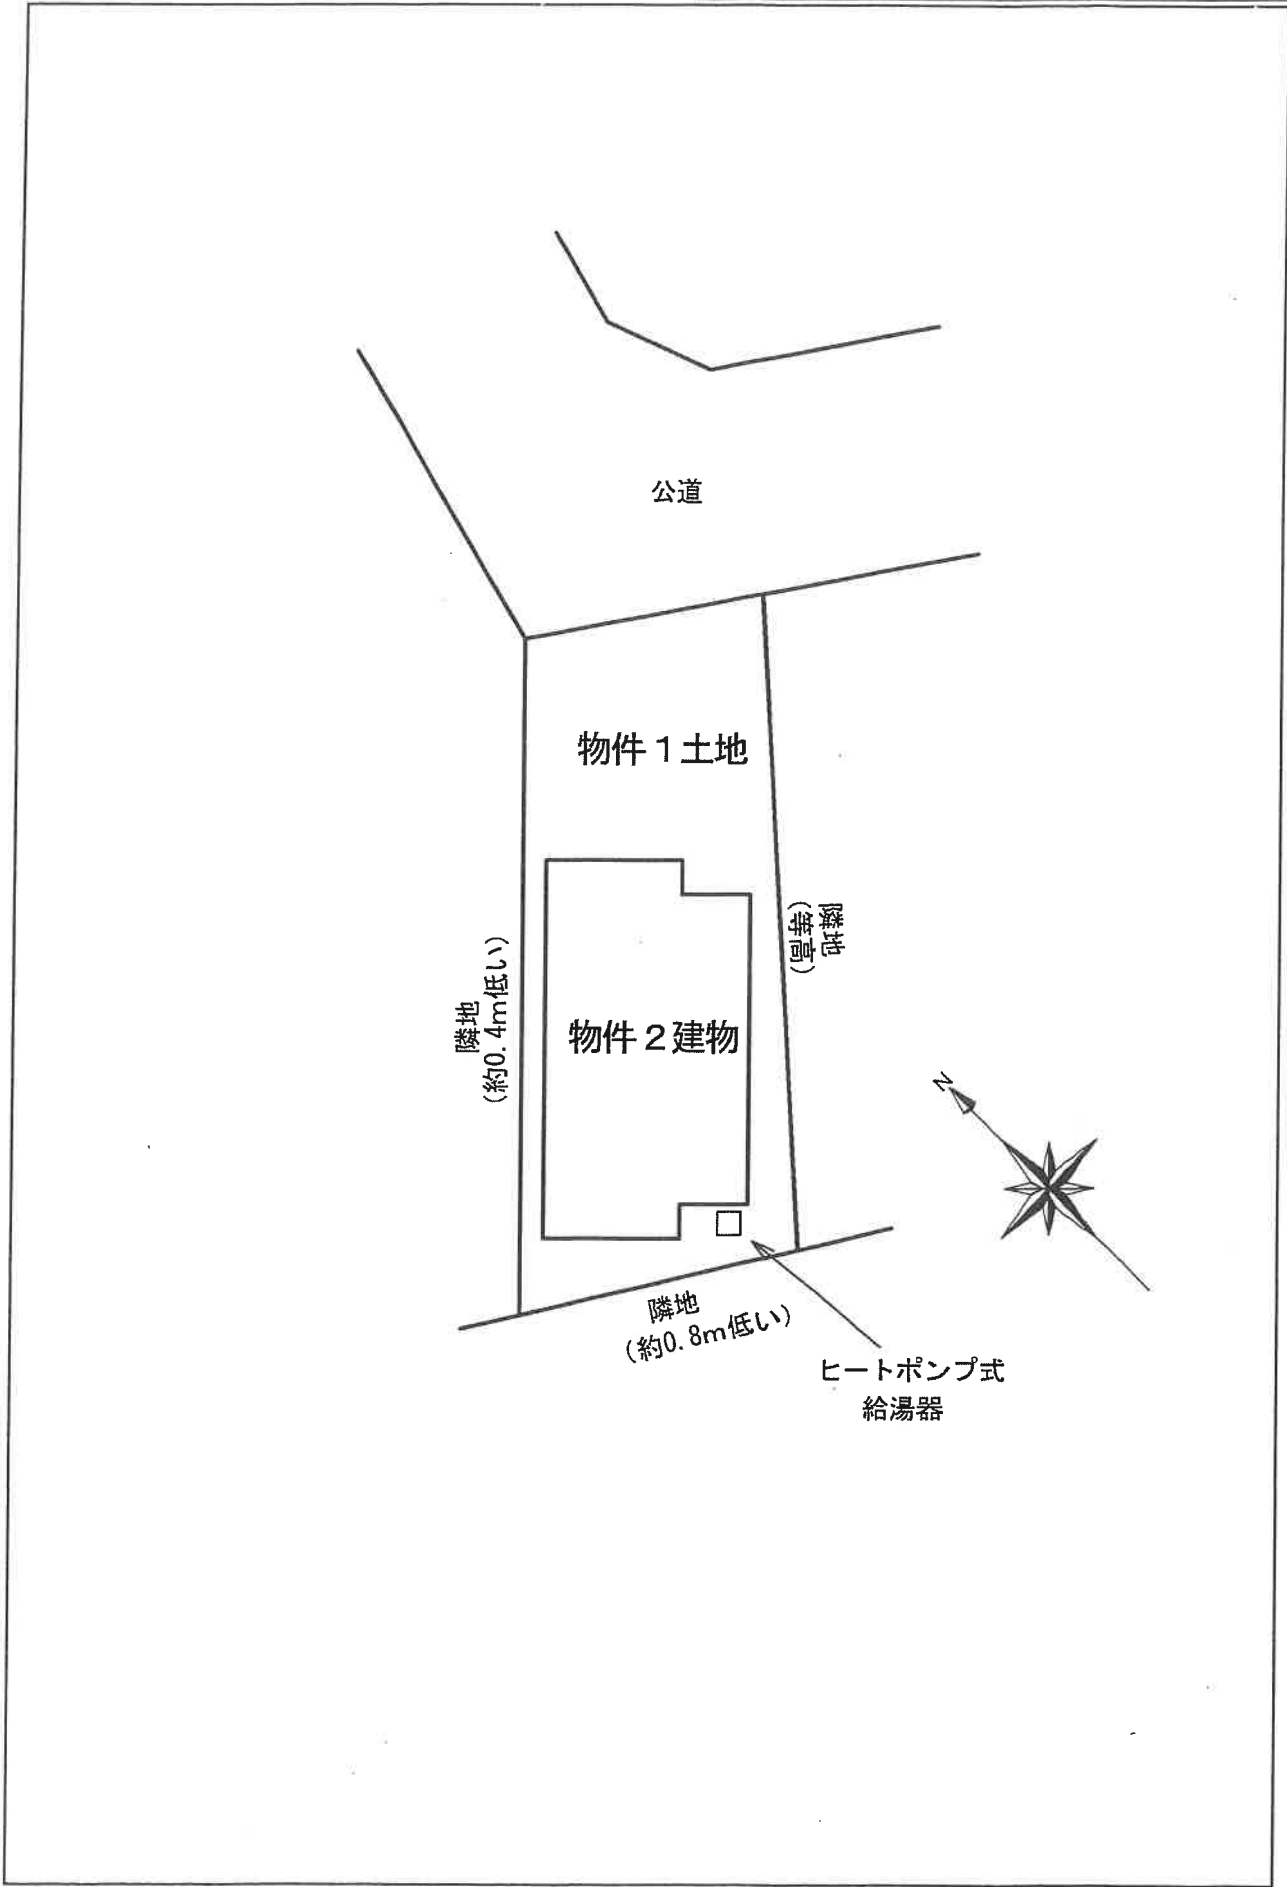 公道
物件１土地
隣地
(等高)
隣地
(約0.4m低い)
物件２建物
N
隣地
(約0.8m低い)
ヒートポンプ式
給湯器